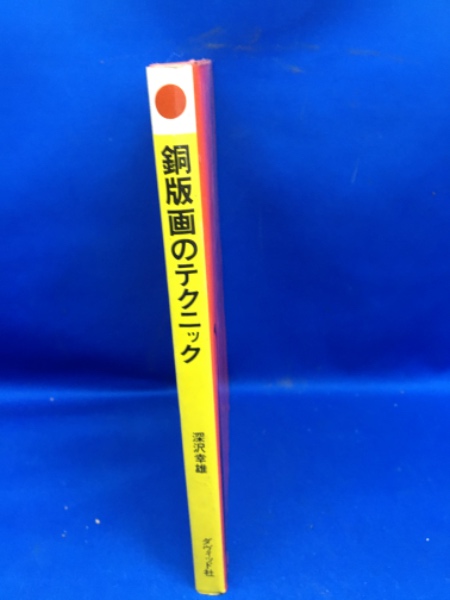 銅版画のテクニック
深沢幸雄
ダヴィッド社